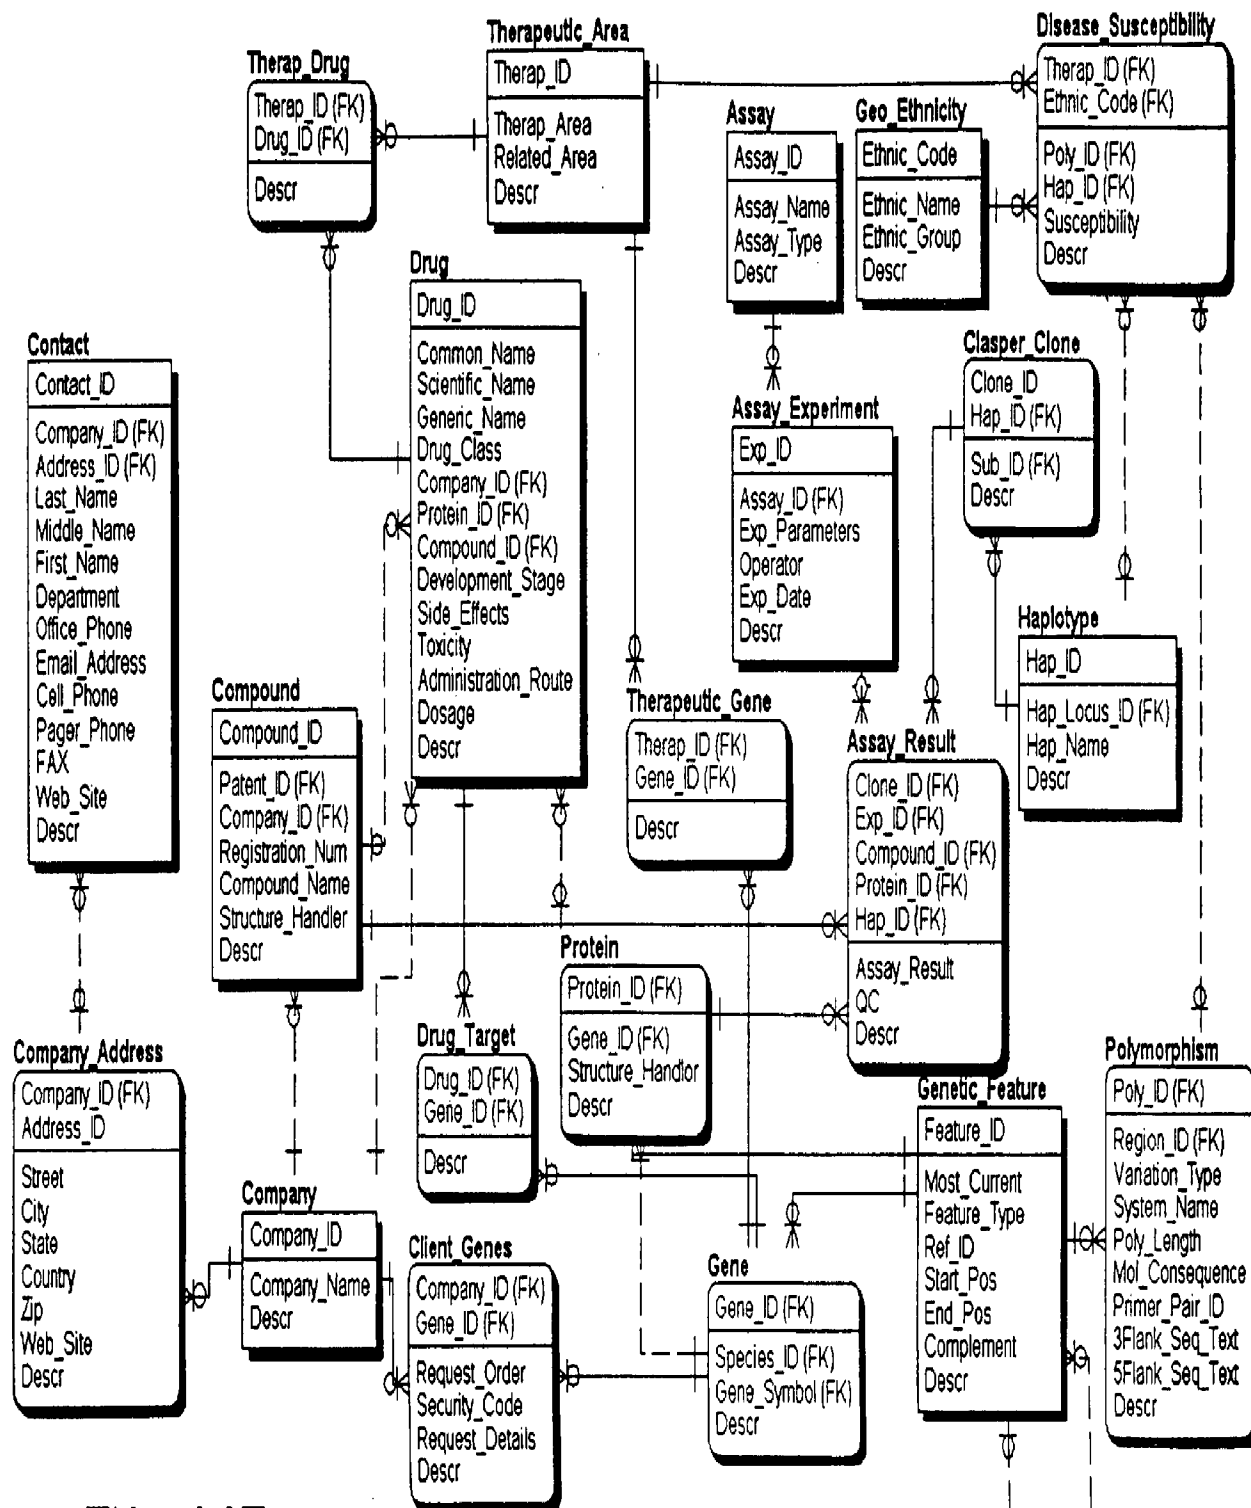 Therap_Drug
Therap_ID (FK)
Drug_ID (FK)
Descr
Therapeutic_Area
Therap_ID
Therap_Area
Related_Area
Descr
Disease_Susceptibility
Therap_ID (FK)
Ethnic_Code (FK)
Poly_ID (FK)
Hap_ID (FK)
Susceptibility
Descr
Assay
Assay_ID
Assay_Name
Assay_Type
Descr
Geo_Ethnicity
Ethnic_Code
Ethnic_Name
Ethnic_Group
Descr
Drug
Drug_ID
Common_Name
Scientific_Name
Generic_Name
Drug_Class
Company_ID (FK)
Protein_ID (FK)
Compound_ID (FK)
Development_Stage
Side_Effects
Toxicity
Administration_Route
Dosage
Descr
Contact
Contact_ID
Company_ID (FK)
Address_ID (FK)
Last_Name
Middle_Name
First_Name
Department
Office_Phone
Email_Address
Cell_Phone
Pager_Phone
FAX
Web_Site
Descr
Clasper_Clone
Clone_ID
Hap_ID (FK)
Sub_ID (FK)
Descr
Assay_Experiment
Exp_ID
Assay_ID (FK)
Exp_Parameters
Operator
Exp_Date
Descr
Haplotype
Hap_ID
Hap_Locus_ID (FK)
Hap_Name
Descr
Compound
Compound_ID
Patent_ID (FK)
Company_ID (FK)
Registration_Num
Compound_Name
Structure_Handler
Descr
Therapeutic_Gene
Therap_ID (FK)
Gene_ID (FK)
Descr
Assay_Result
Clone_ID (FK)
Exp_ID (FK)
Compound_ID (FK)
Protein_ID (FK)
Hap_ID (FK)
Assay_Result
QC
Descr
Protein
Protein_ID (FK)
Gene_ID (FK)
Structure_Handlor
Descr
Drug_Target
Drug_ID (FK)
Gene_ID (FK)
Descr
Company_Address
Company_ID (FK)
Address_ID
Street
City
State
Country
Zip
Web_Site
Descr
Genetic_Feature
Feature_ID
Most_Current
Feature_Type
Ref_ID
Start_Pos
End_Pos
Complement
Descr
Polymorphism
Poly_ID (FK)
Region_ID (FK)
Variation_Type
System_Name
Poly_Length
Mol_Consequence
Primer_Pair_ID
3Flank_Seq_Text
5Flank_Seq_Text
Descr
Company
Company_ID
Company_Name
Descr
Client_Genes
Company_ID (FK)
Gene_ID (FK)
Request_Order
Security_Code
Request_Details
Descr
Gene
Gene_ID (FK)
Species_ID (FK)
Gene_Symbol (FK)
Descr